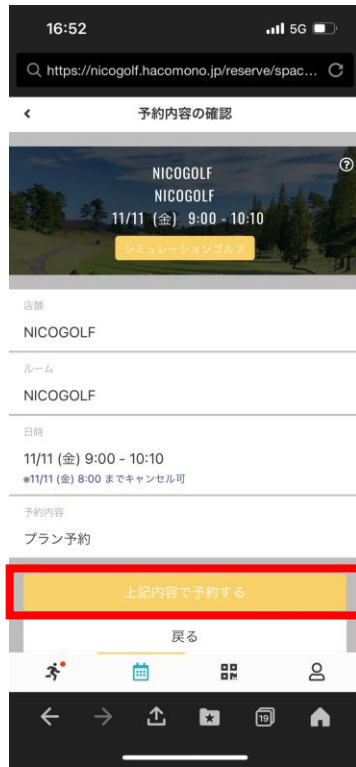 16:52
5G
https://nicogolf.hacomono.jp/reserve/spac...
予約内容の確認
NICOGOLF
NICOGOLF
11/11 (金) 9:00 - 10:10
シミュレーションゴルフ
店舗
NICOGOLF
ルーム
NICOGOLF
日時
11/11 (金) 9:00 - 10:10
※11/11 (金) 8:00 までキャンセル可
予約内容
プラン予約
上記内容で予約する
戻る
19